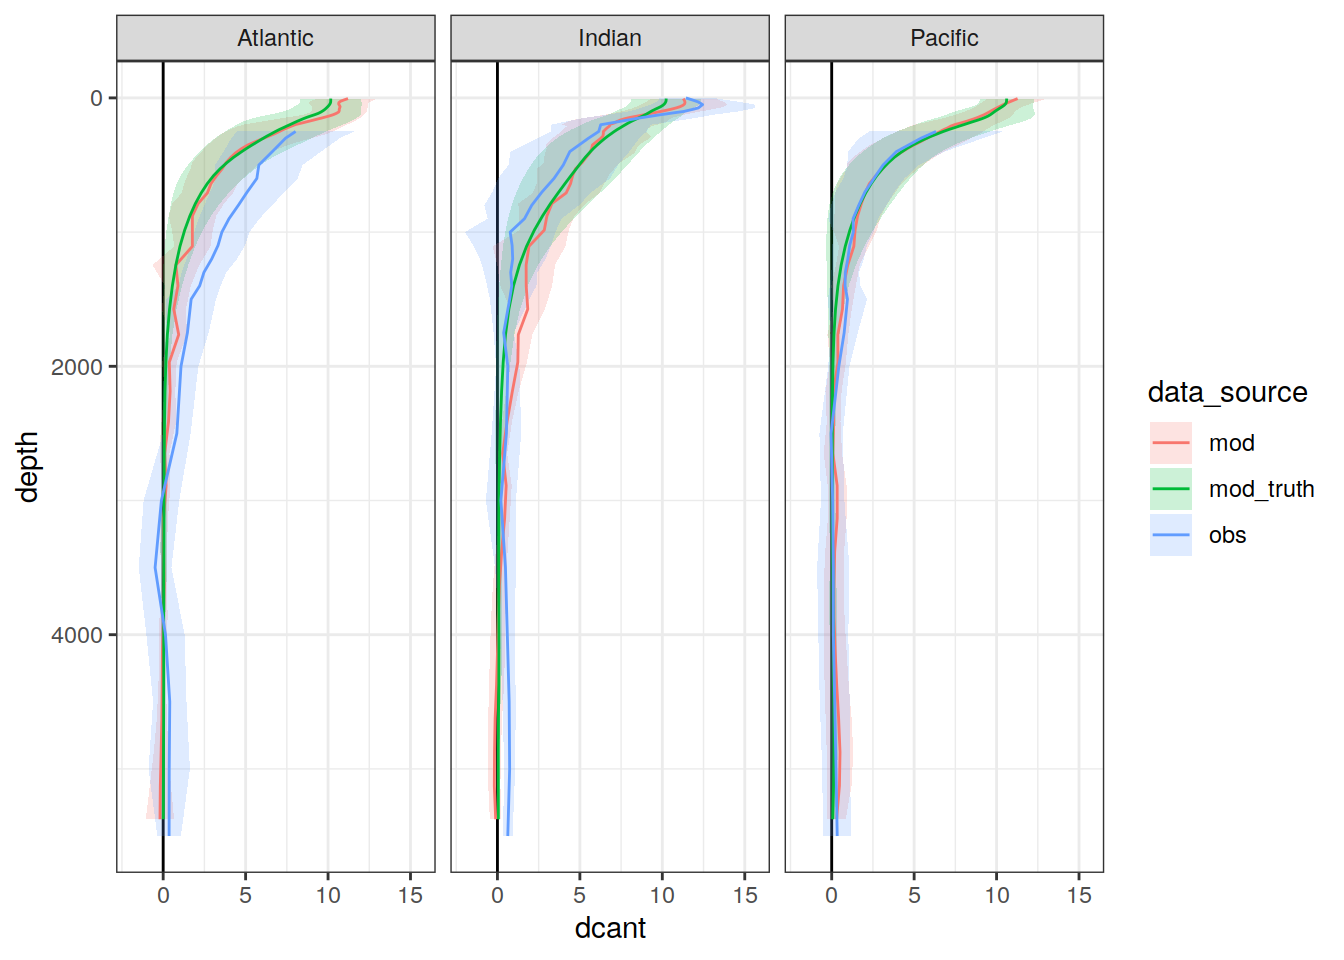 Atlantic Indian Pacific
0
2000
4000
depth
0 5 10 15 0 5 10 15 0 5 10 15
dcant
data_source
mod
mod_truth
obs